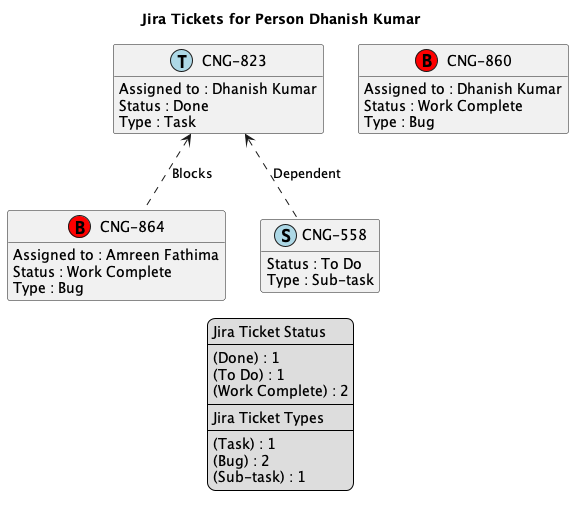 Jira Tickets for Person Dhanish Kumar
T CNG-823
Assigned to : Dhanish Kumar
Status : Done
Type : Task
B CNG-860
Assigned to : Dhanish Kumar
Status : Work Complete
Type : Bug
Blocks
Dependent
B CNG-864
Assigned to : Amreen Fathima
Status : Work Complete
Type : Bug
S CNG-558
Status : To Do
Type : Sub-task
Jira Ticket Status
(Done) : 1
(To Do) : 1
(Work Complete) : 2
Jira Ticket Types
(Task) : 1
(Bug) : 2
(Sub-task) : 1